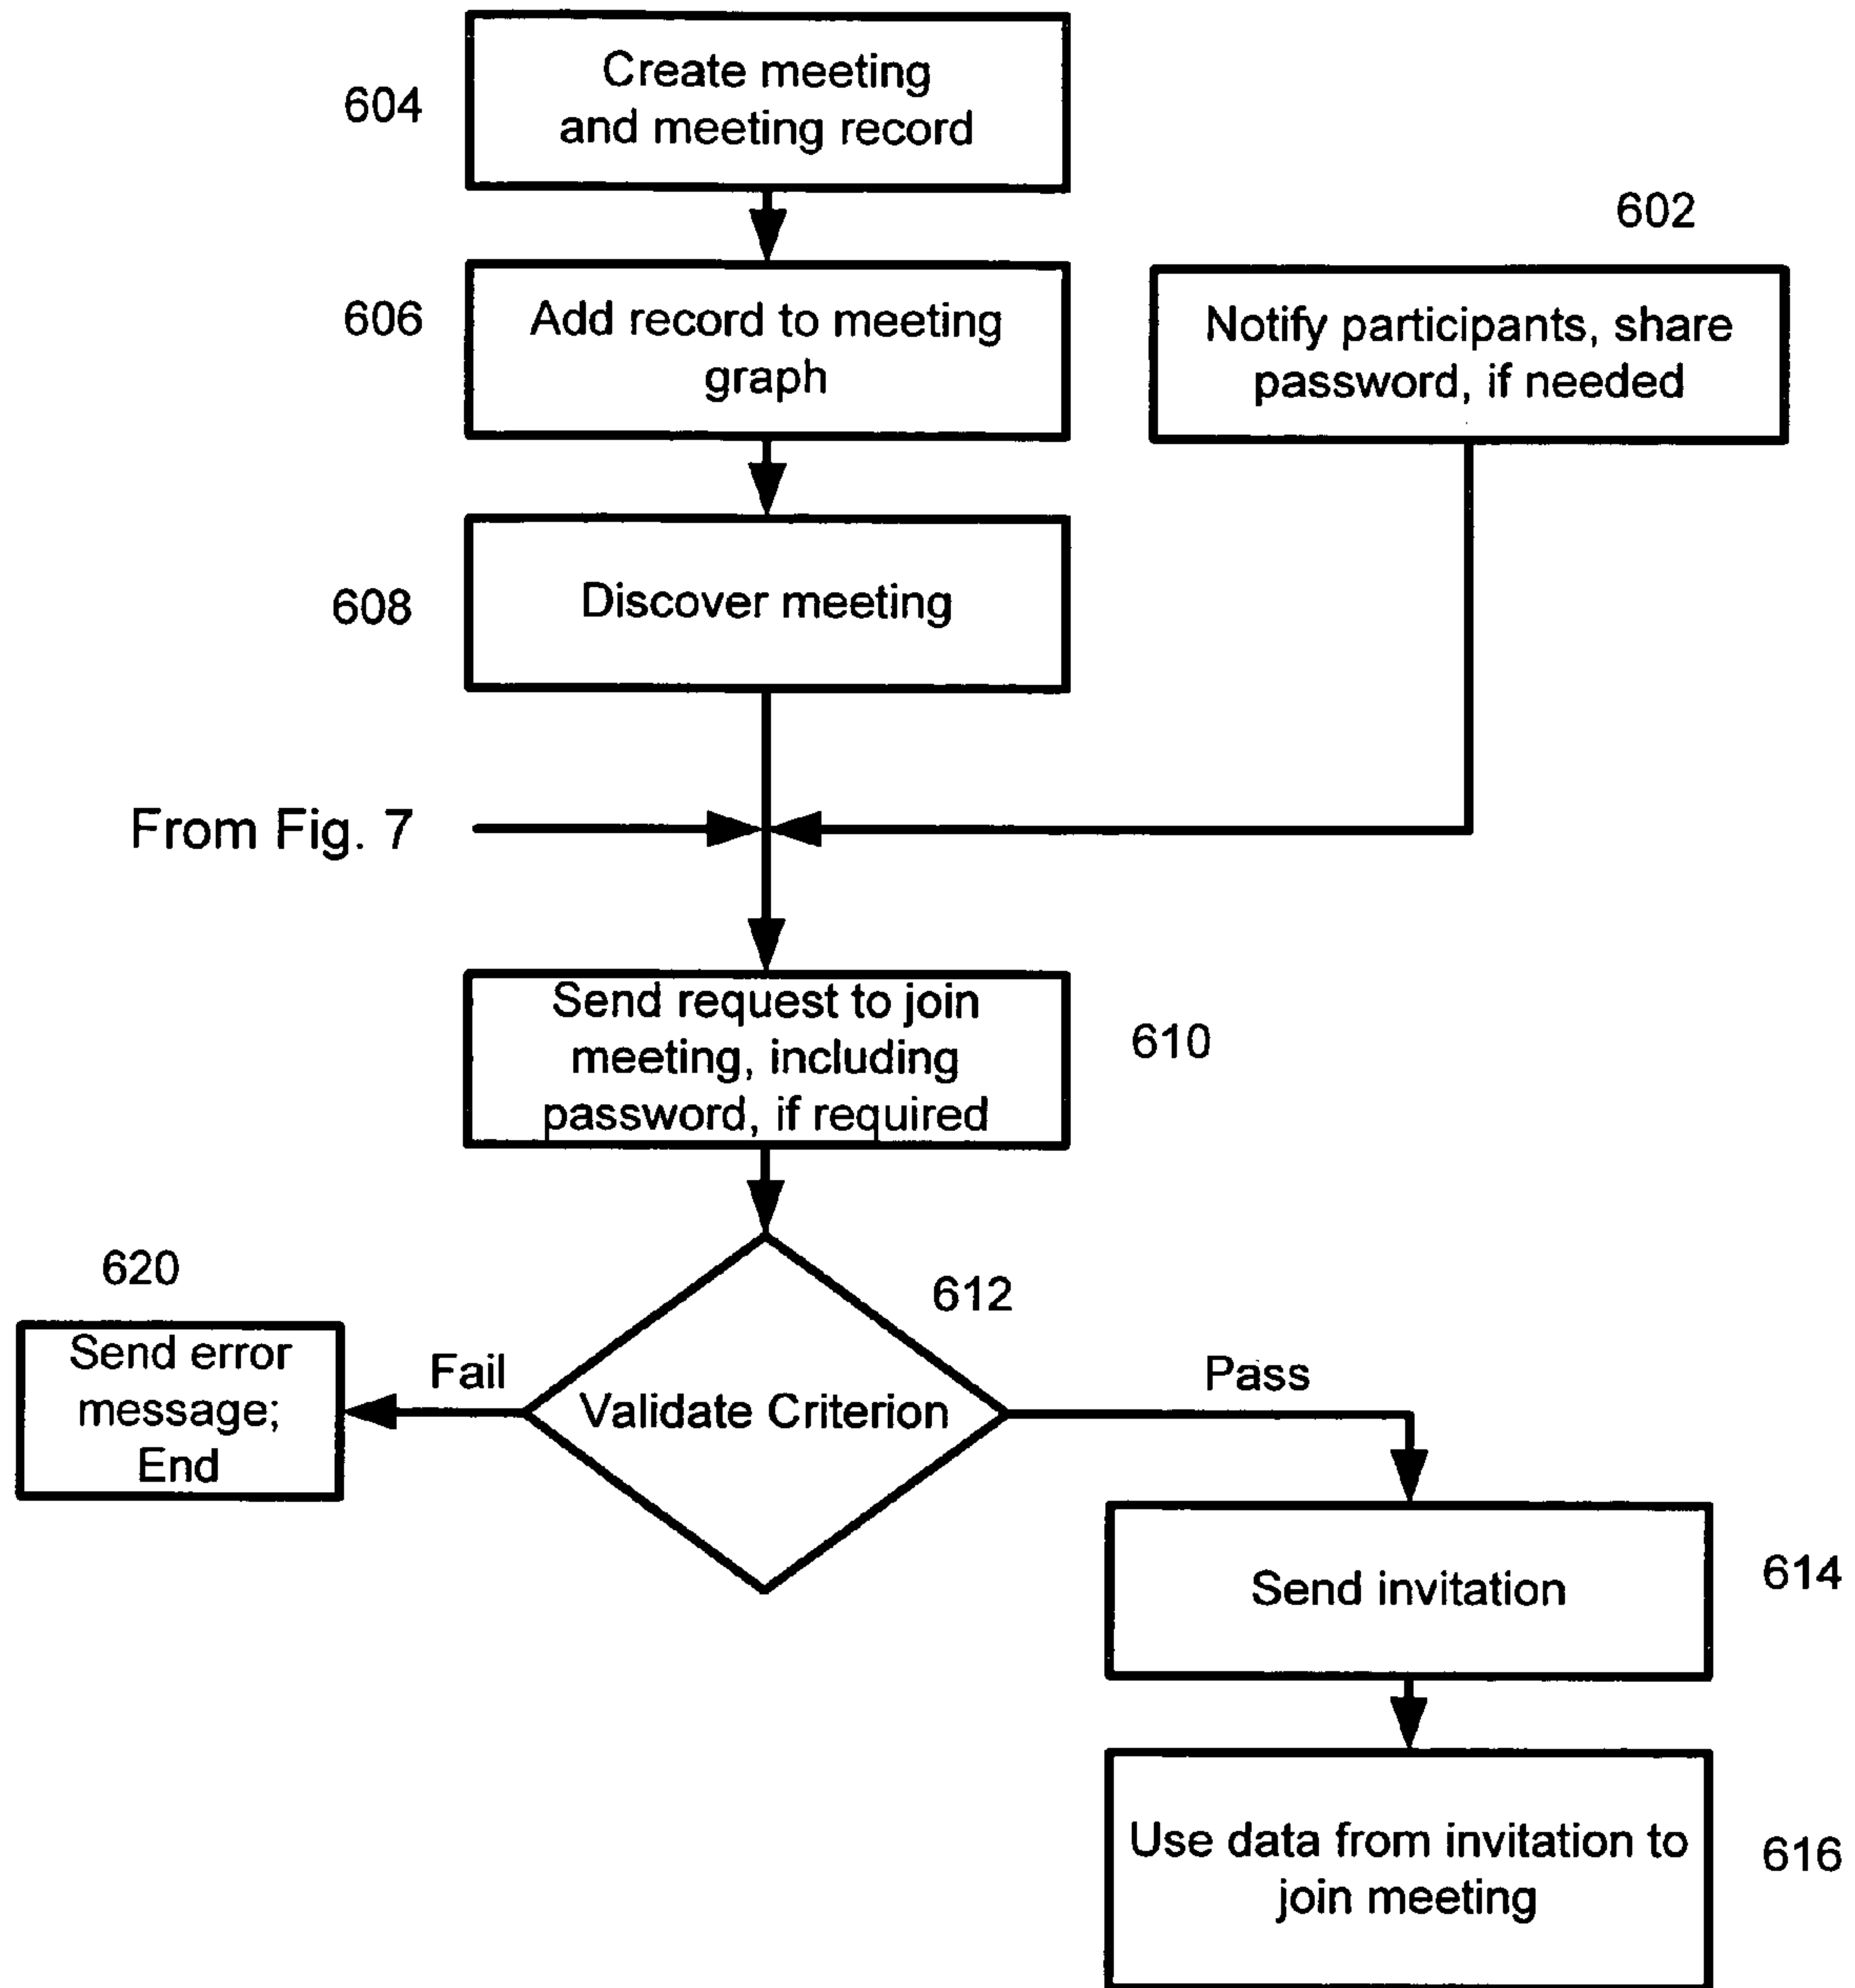 604
Create meeting
and meeting record
602
606
Add record to meeting
graph
Notify participants, share
password, if needed
608
Discover meeting
From Fig. 7
Send request to join
meeting, including
password, if required
610
620
612
Send error
message;
End
Fail
Validate Criterion
Pass
Send invitation
614
Use data from invitation to
join meeting
616